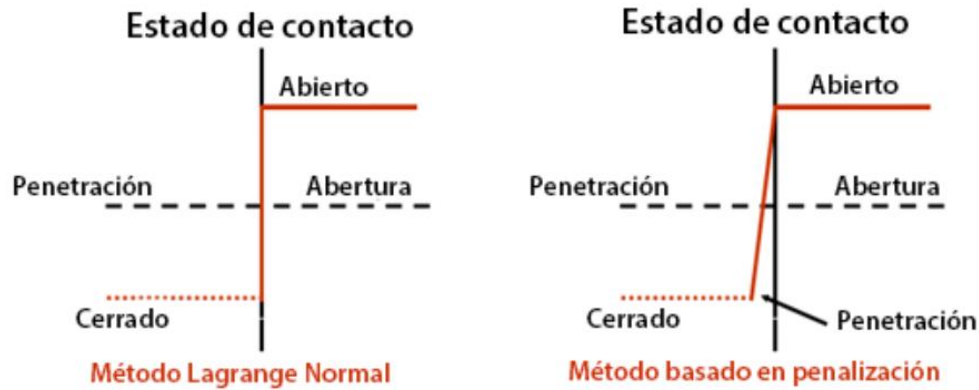 Estado de contacto
Abierto
Penetración
Abertura
Cerrado
Método Lagrange Normal
Estado de contacto
Abierto
Penetración
Abertura
Cerrado
Penetración
Método basado en penalización